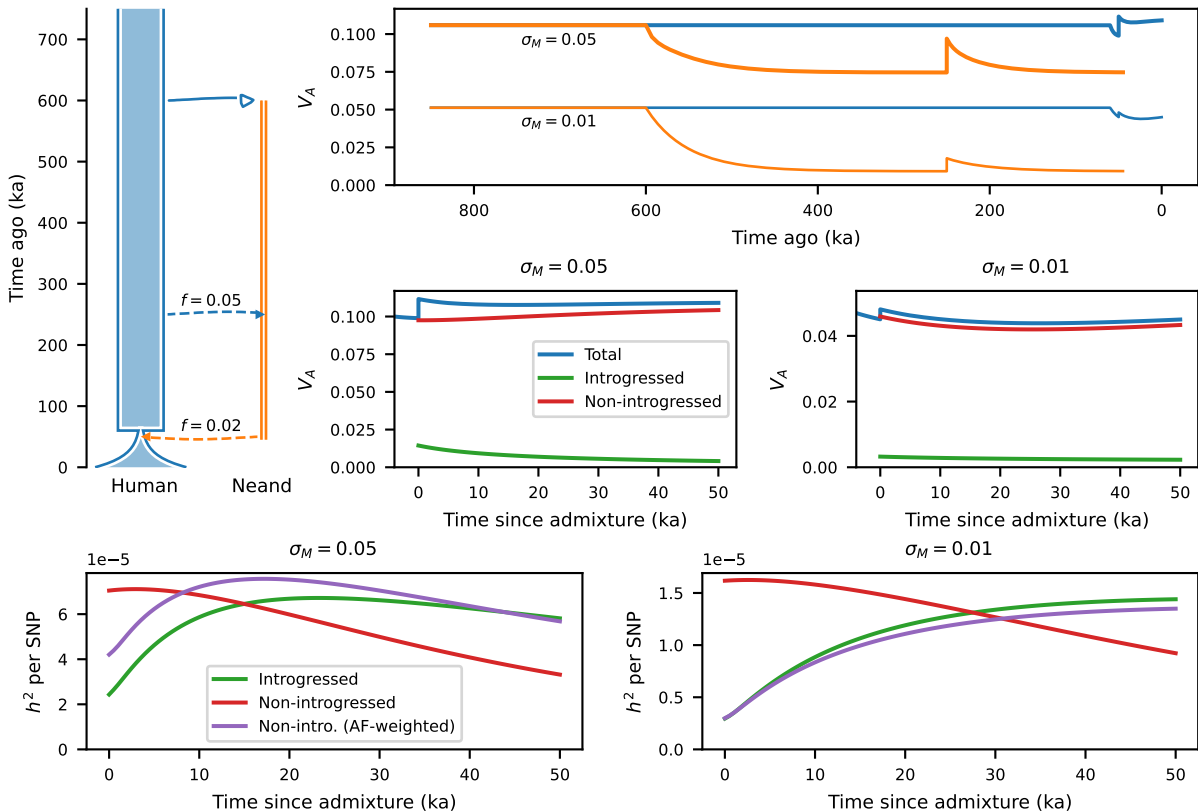 700
600
500
400
300
200
100
0
Time ago (ka)
f = 0.05
f = 0.02
Human
Neand
0.100
0.075
0.050
0.025
0.000
V_A
σ_M = 0.05
σ_M = 0.01
800
600
400
200
0
Time ago (ka)
σ_M = 0.05
0.100
0.075
0.050
0.025
0.000
V_A
Total
Introgressed
Non-introgressed
0
10
20
30
40
50
Time since admixture (ka)
σ_M = 0.01
0.04
0.02
0.00
V_A
0
10
20
30
40
50
Time since admixture (ka)
σ_M = 0.05
1e−5
6
4
2
0
h² per SNP
Introgressed
Non-introgressed
Non-intro. (AF-weighted)
0
10
20
30
40
50
Time since admixture (ka)
σ_M = 0.01
1e−5
1.5
1.0
0.5
0.0
h² per SNP
0
10
20
30
40
50
Time since admixture (ka)